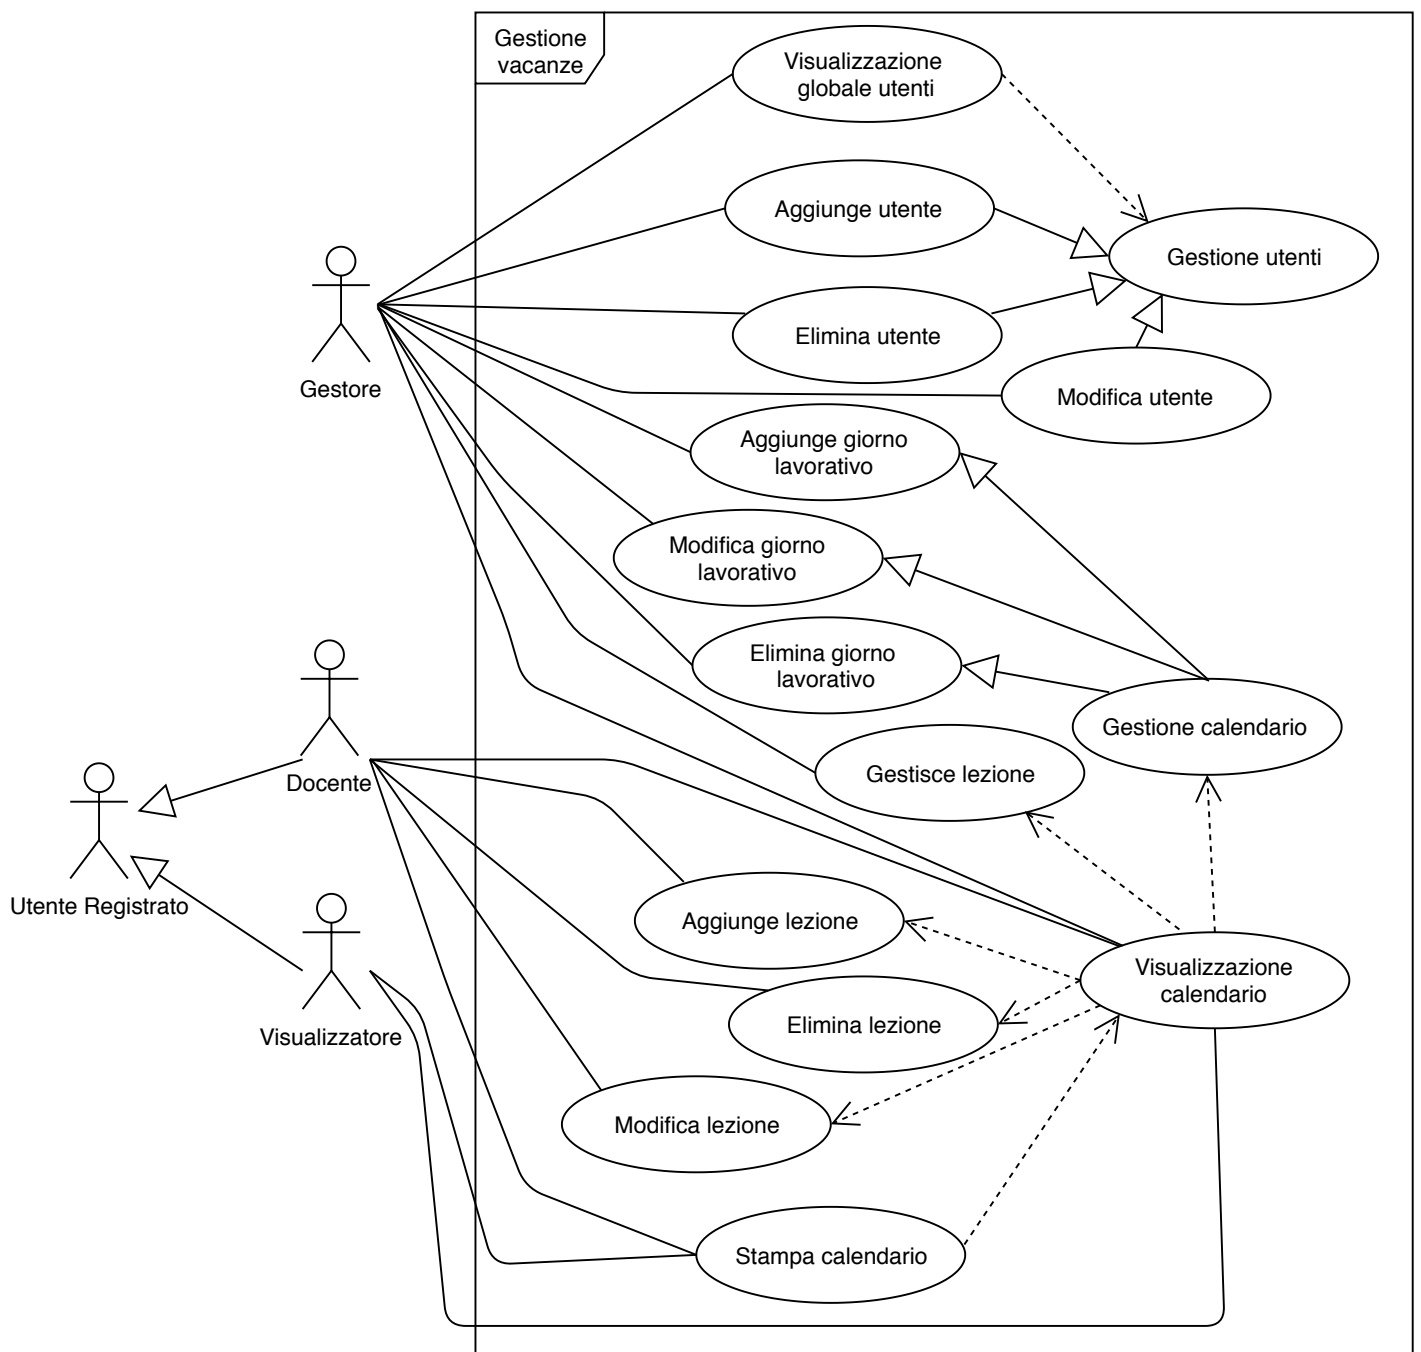 Gestione
vacanze
Visualizzazione
globale utenti
Aggiunge utente
Gestione utenti
Elimina utente
Gestore
Modifica utente
Aggiunge giorno
lavorativo
Modifica giorno
lavorativo
Elimina giorno
lavorativo
Gestione calendario
Gestisce lezione
Docente
Utente Registrato
Aggiunge lezione
Visualizzazione
calendario
Elimina lezione
Visualizzatore
Modifica lezione
Stampa calendario